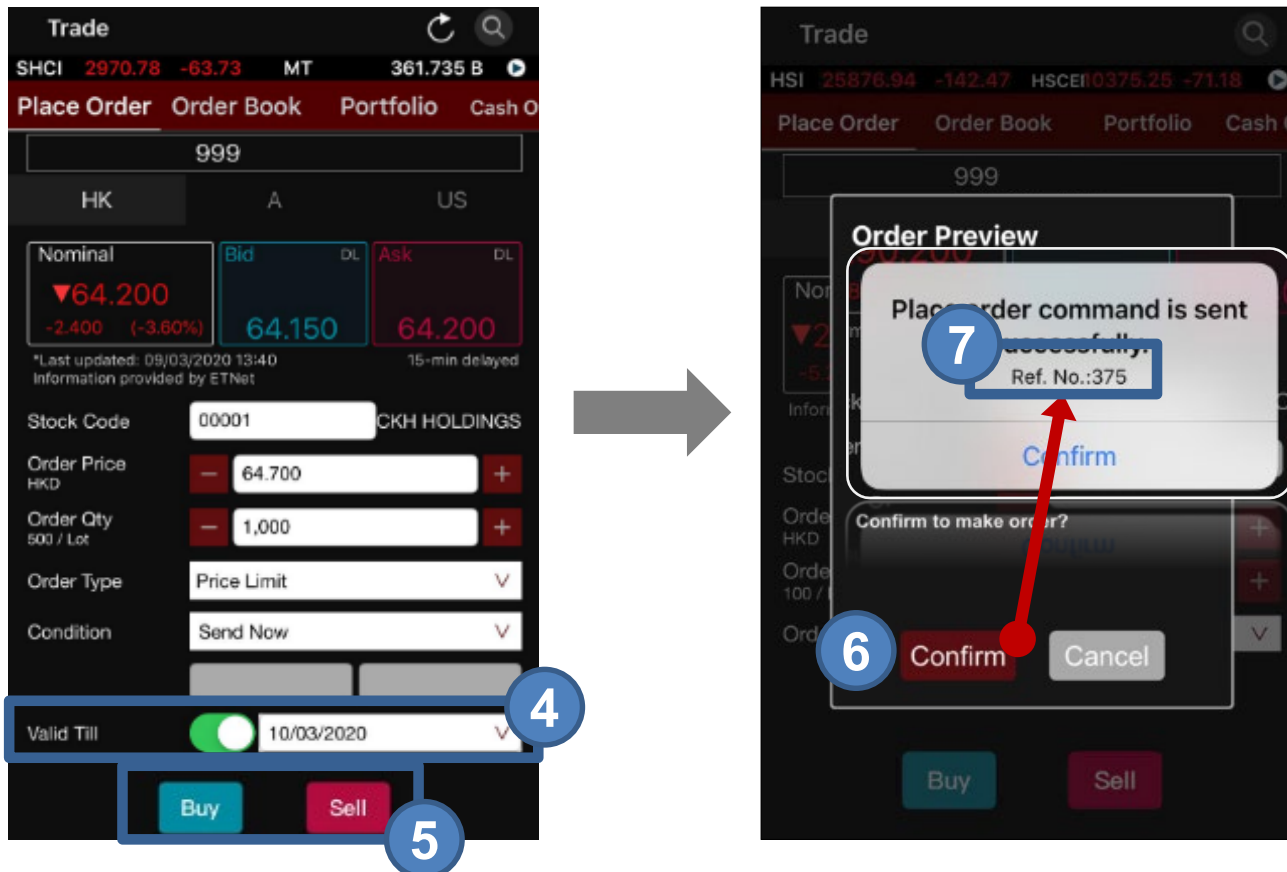 Trade
SHCI 2970.78 -63.73 MT 361.735 B
Place Order Order Book Portfolio Cash O
999
HK A US
Nominal Bid DL Ask DL
▼64.200
-2.400 (-3.60%) 64.150 64.200
*Last updated: 09/03/2020 13:40 15-min delayed
Information provided by ETNet
Stock Code 00001 CKH HOLDINGS
Order Price − 64.700 +
HKD
Order Qty − 1,000 +
500 / Lot
Order Type Price Limit
Condition Send Now
4
Valid Till 10/03/2020
Buy Sell
5
Trade
HSI 25876.94 -142.47 HSCEI 10375.25 -71.18
Place Order Order Book Portfolio Cash
999
Order Preview
90.200
Place order command is sent
successfully.
7
Ref. No.:375
Confirm
Confirm to make order?
HKD
100 /
6
Confirm Cancel
Buy Sell